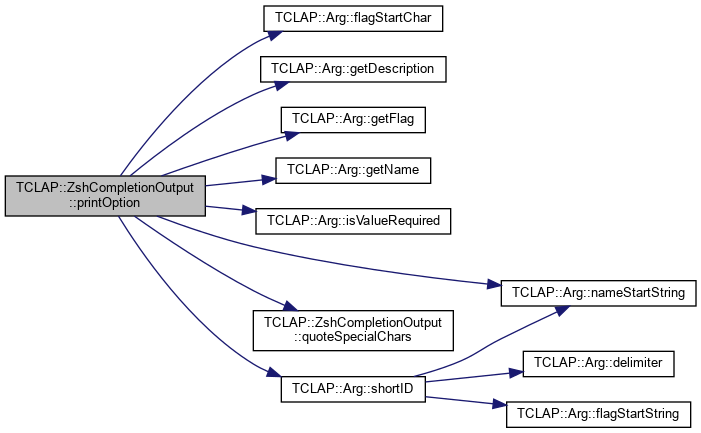 TCLAP::Arg::flagStartChar
TCLAP::Arg::getDescription
TCLAP::Arg::getFlag
TCLAP::Arg::getName
TCLAP::ZshCompletionOutput
::printOption
TCLAP::Arg::isValueRequired
TCLAP::Arg::nameStartString
TCLAP::ZshCompletionOutput
::quoteSpecialChars
TCLAP::Arg::delimiter
TCLAP::Arg::shortID
TCLAP::Arg::flagStartString